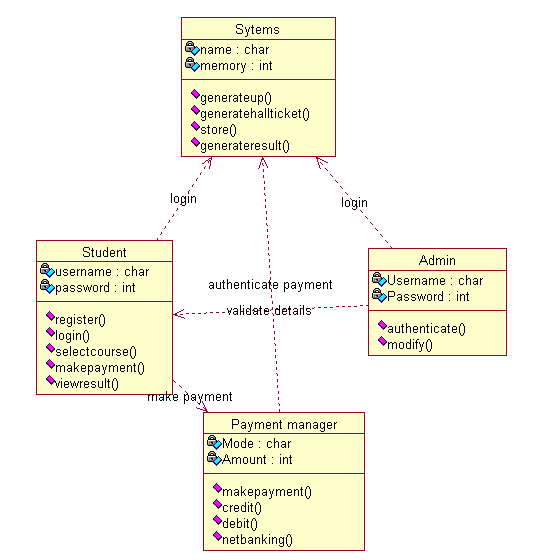 Sytems
name : char
memory : int
generateup()
generatehallticket()
store()
generateresult()
login
login
Student
username : char
password : int
register()
login()
selectcourse()
makepayment()
viewresult()
Admin
Username : char
Password : int
authenticate()
modify()
authenticate payment
validate details
make payment
Payment manager
Mode : char
Amount : int
makepayment()
credit()
debit()
netbanking()